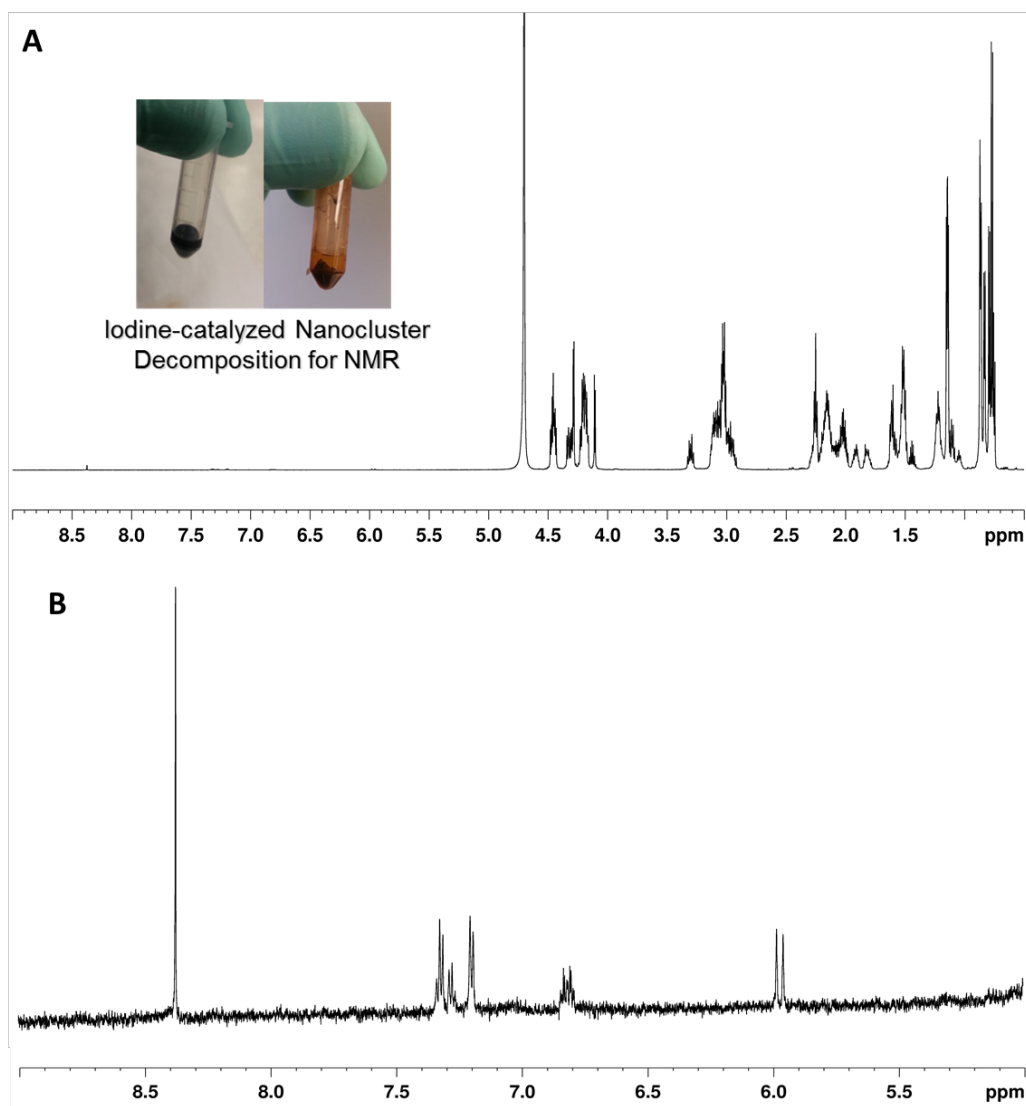 A
Iodine-catalyzed Nanocluster
Decomposition for NMR
8.5 8.0 7.5 7.0 6.5 6.0 5.5 5.0 4.5 4.0 3.5 3.0 2.5 2.0 1.5 ppm
B
8.5 8.0 7.5 7.0 6.5 6.0 5.5 ppm